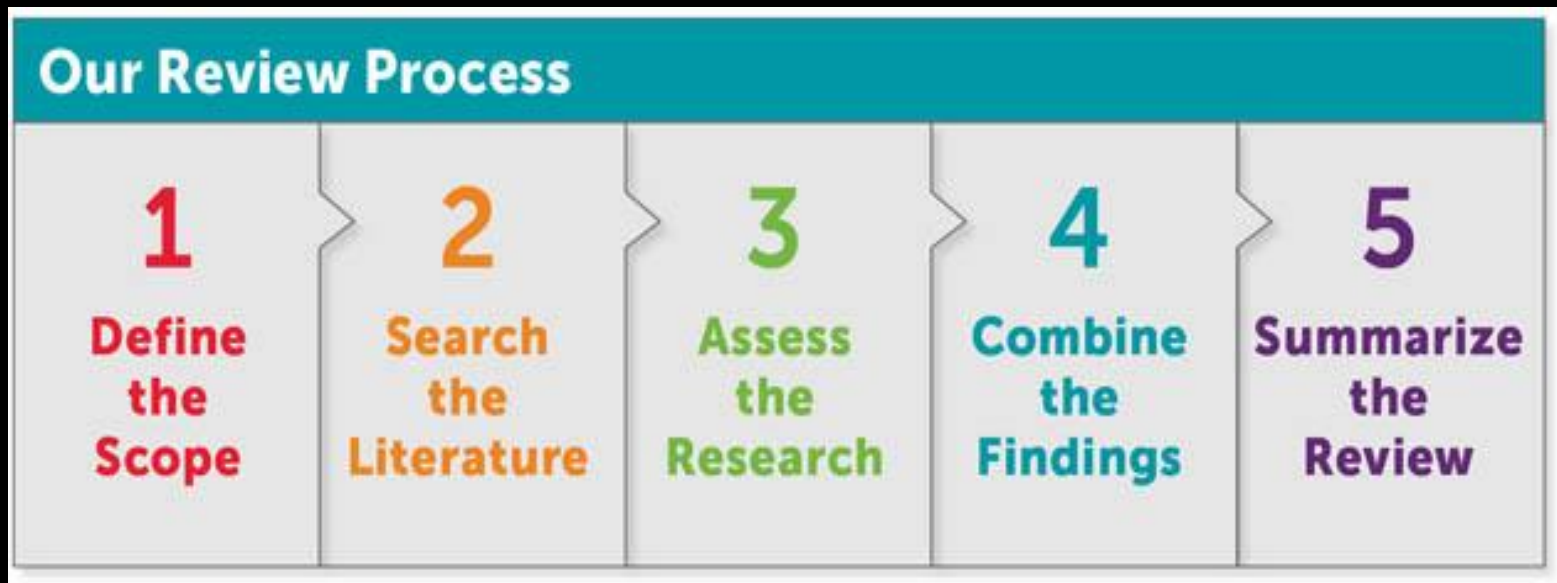 Our Review Process
1
Define
the
Scope
2
Search
the
Literature
3
Assess
the
Research
4
Combine
the
Findings
5
Summarize
the
Review